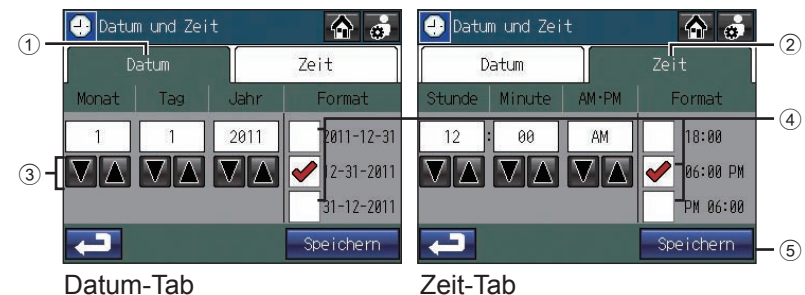 Datum und Zeit
Datum Zeit
Monat Tag Jahr Format
1 1 2011 2011-12-31
12-31-2011
31-12-2011
Speichern
Datum-Tab
Datum und Zeit
Datum Zeit
Stunde Minute AM·PM Format
12 : 00 AM 18:00
06:00 PM
PM 06:00
Speichern
Zeit-Tab
①
②
③
④
⑤